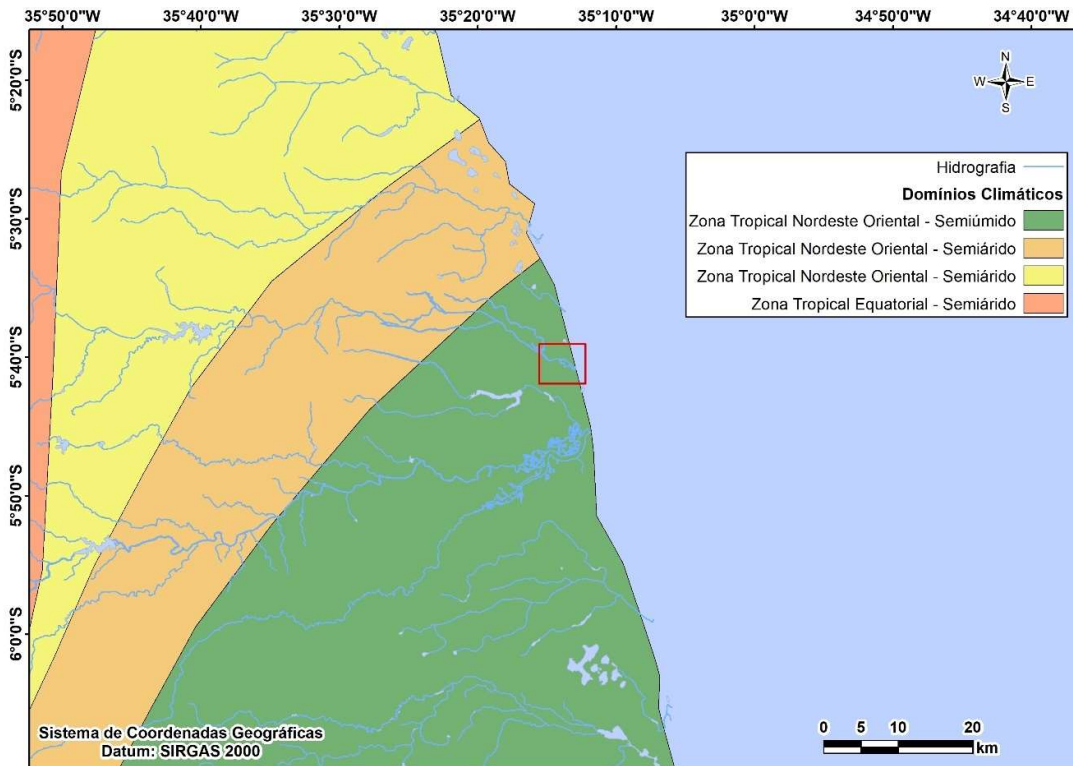 35°50'0"W 35°40'0"W 35°30'0"W 35°20'0"W 35°10'0"W 35°0'0"W 34°50'0"W 34°40'0"W
5°20'0"S
5°30'0"S
5°40'0"S
5°50'0"S
6°0'0"S
N
W E
S
Hidrografia
Domínios Climáticos
Zona Tropical Nordeste Oriental - Semiúmido
Zona Tropical Nordeste Oriental - Semiárido
Zona Tropical Nordeste Oriental - Semiárido
Zona Tropical Equatorial - Semiárido
Sistema de Coordenadas Geográficas
Datum: SIRGAS 2000
0 5 10 20
km